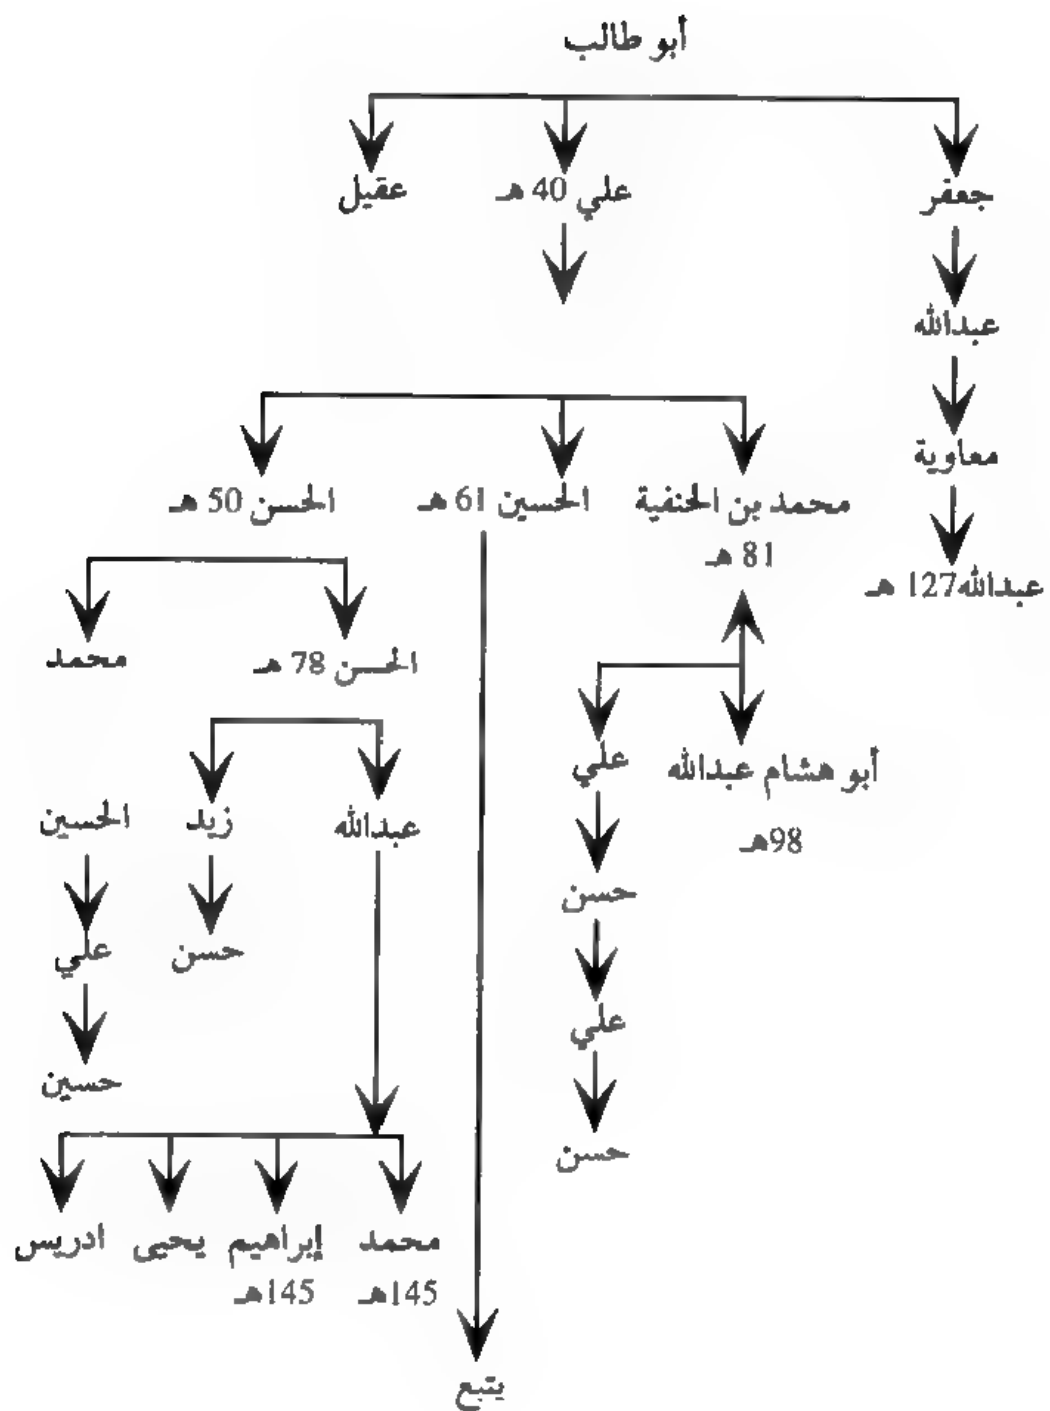 أبو طالب
جعفر
علي 40 هـ
عقيل
عبدالله
معاوية
عبدالله127 هـ
محمد بن الحنفية
81 هـ
الحسين 61 هـ
الحسن 50 هـ
الحسن 78 هـ
محمد
أبو هشام عبدالله
98هـ
علي
حسن
علي
حسن
عبدالله
زيد
الحسين
حسن
علي
حسين
محمد
145هـ
إبراهيم
145هـ
يحيى
ادريس
يتبع